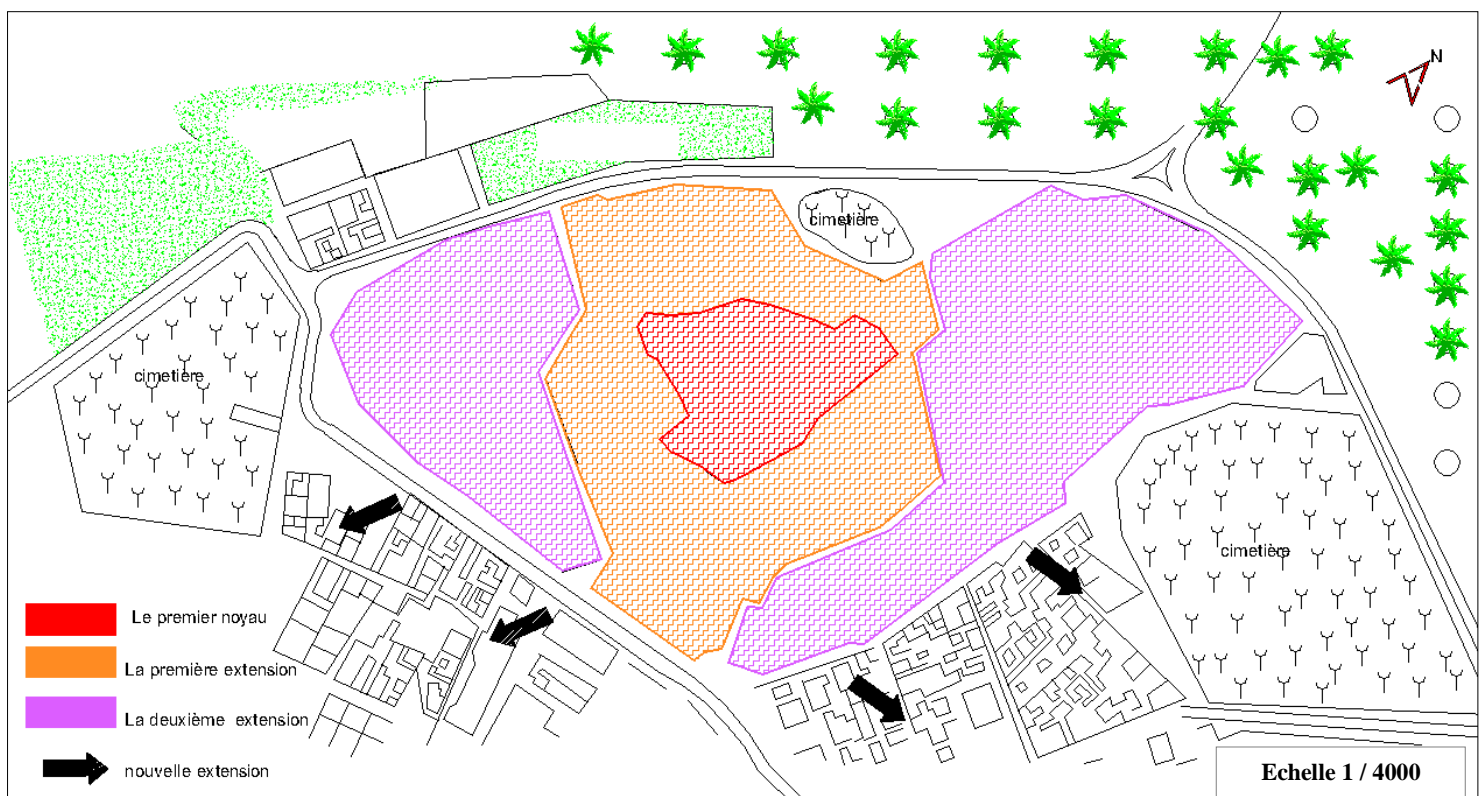 N
cimetière
cimetière
cimetière
Le premier noyau
La première extension
La deuxième extension
nouvelle extension
Echelle 1 / 4000